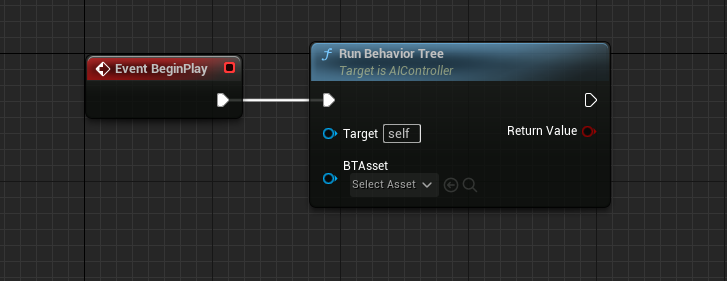 Event BeginPlay
Run Behavior Tree
Target is AIController
Target self
Return Value
BTAsset
Select Asset